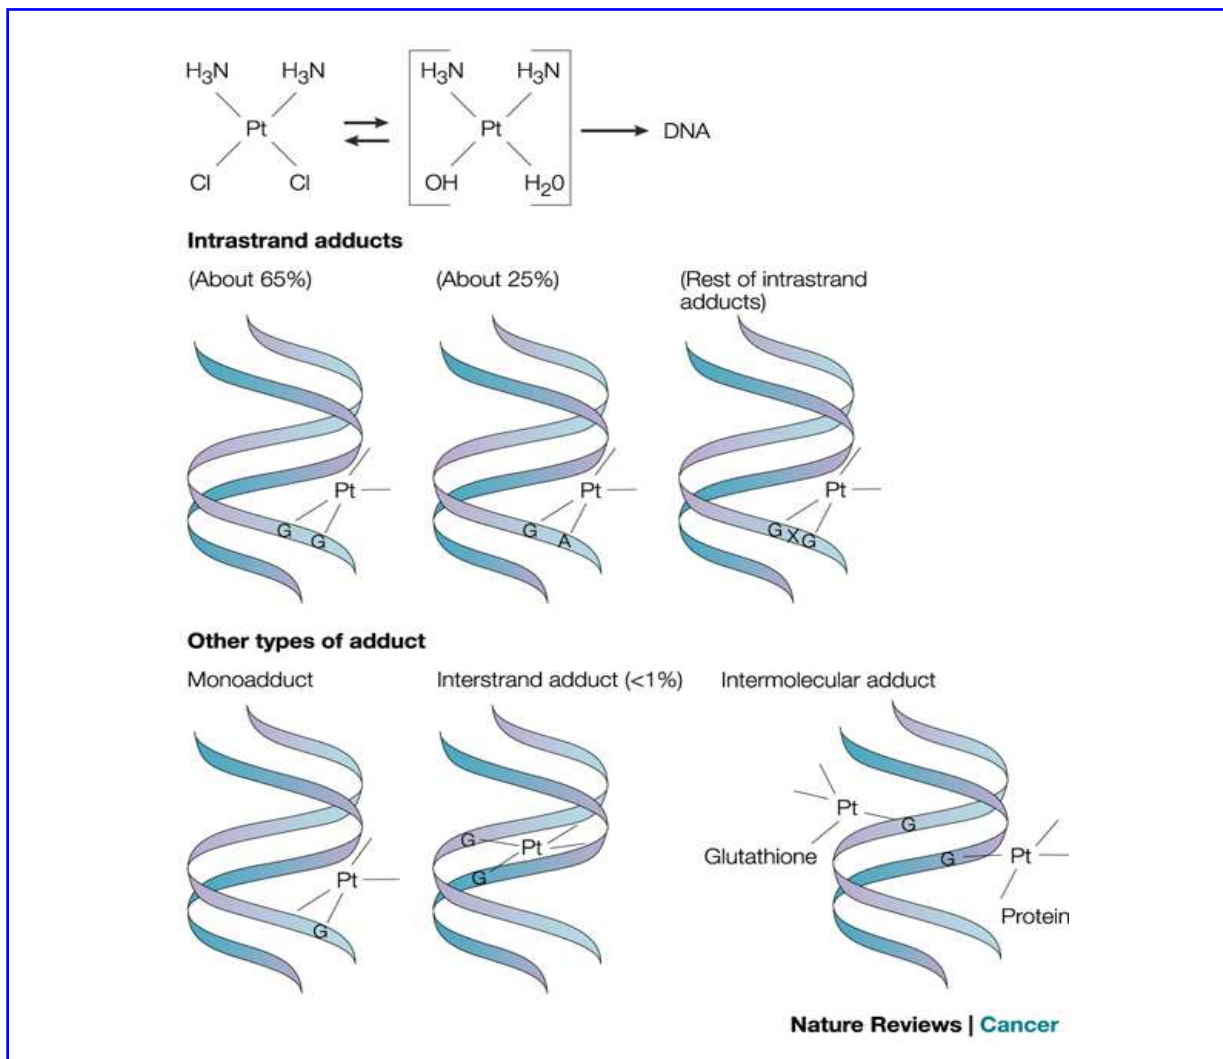 H3N H3N H3N H3N
Pt Pt DNA
Cl Cl OH H20
Intrastrand adducts
(About 65%) (About 25%) (Rest of intrastrand
adducts)
Pt Pt Pt
G G G A G X G
Other types of adduct
Monoadduct Interstrand adduct (<1%) Intermolecular adduct
Pt G
G Pt
Glutathione G Pt
G
Pt
Protein
G
Nature Reviews | Cancer